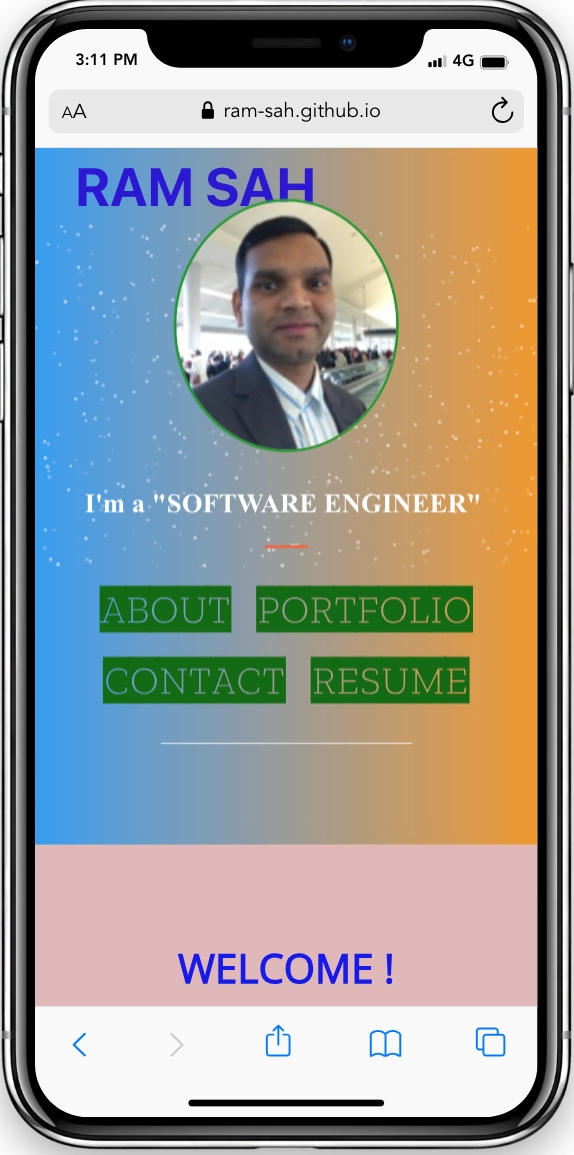 3:11 PM 4G
AA ram-sah.github.io
RAM SAH
I'm a "SOFTWARE ENGINEER"
ABOUT PORTFOLIO
CONTACT RESUME
WELCOME !